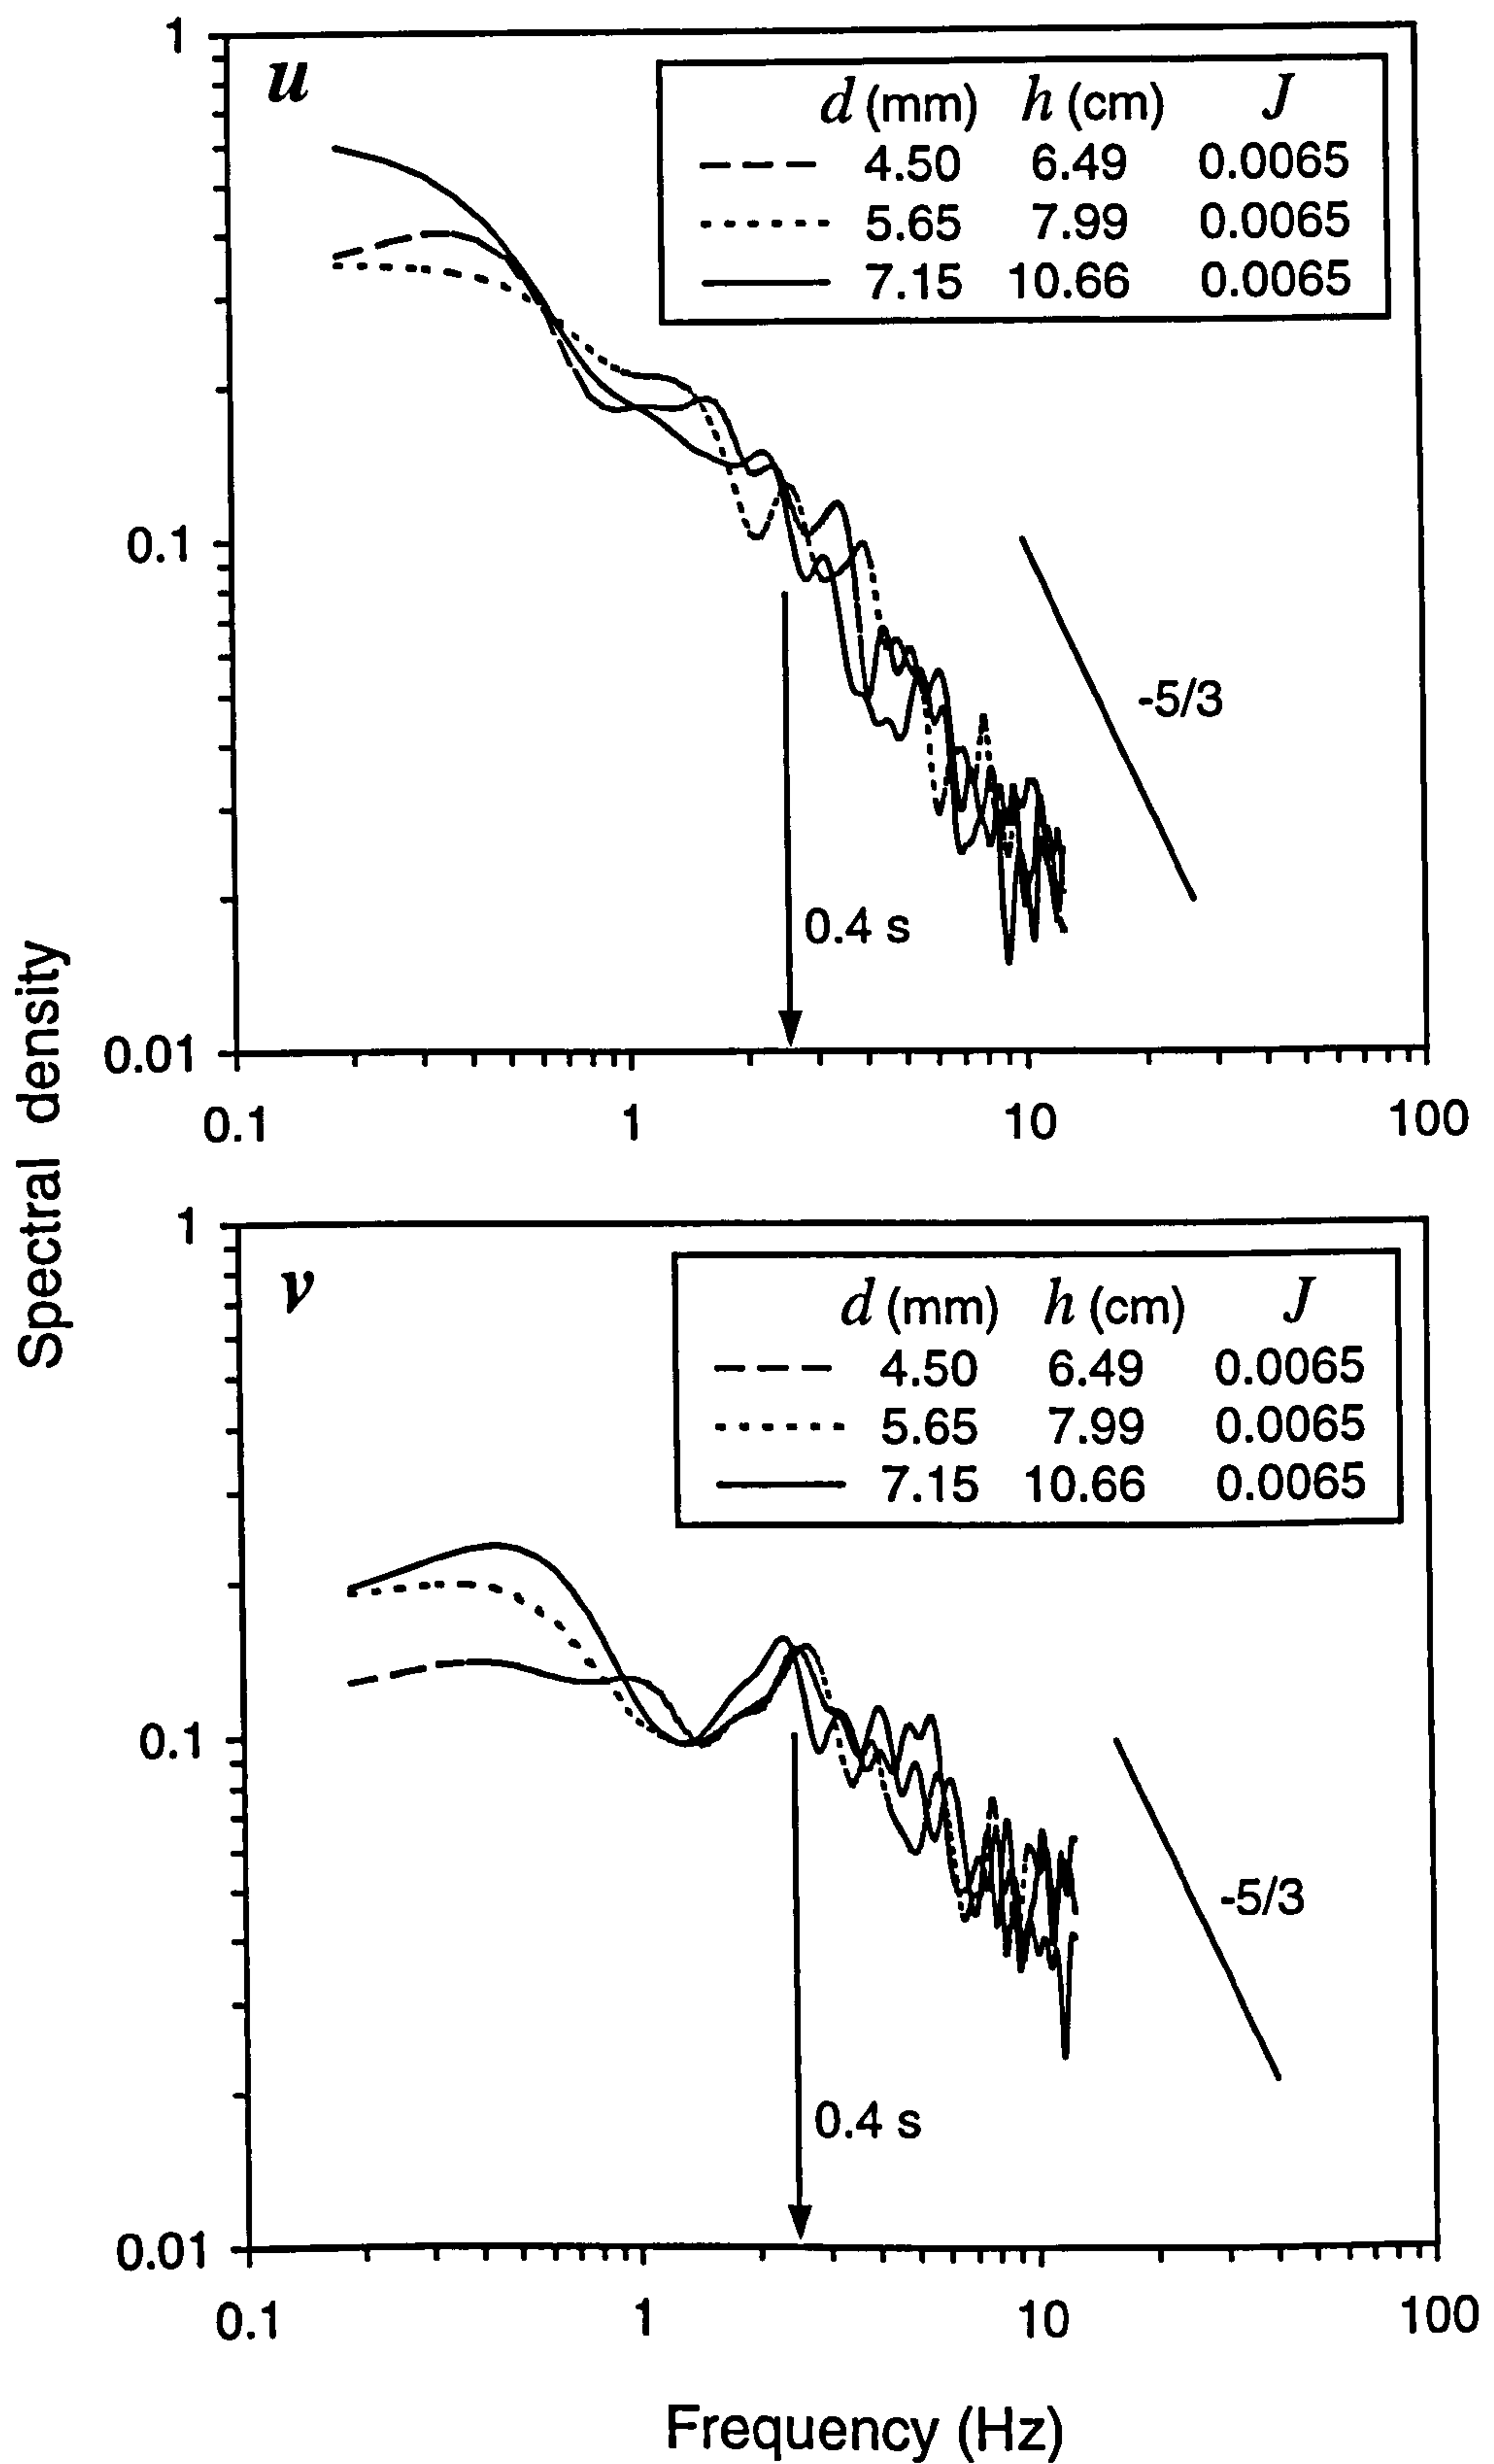 Spectral density
1
u
d (mm) h (cm) J
4.50 6.49 0.0065
5.65 7.99 0.0065
7.15 10.66 0.0065
0.1
-5/3
0.4 s
0.01
0.1 1 10 100
1
v
d (mm) h (cm) J
4.50 6.49 0.0065
5.65 7.99 0.0065
7.15 10.66 0.0065
0.1
-5/3
0.4 s
0.01
0.1 1 10 100
Frequency (Hz)